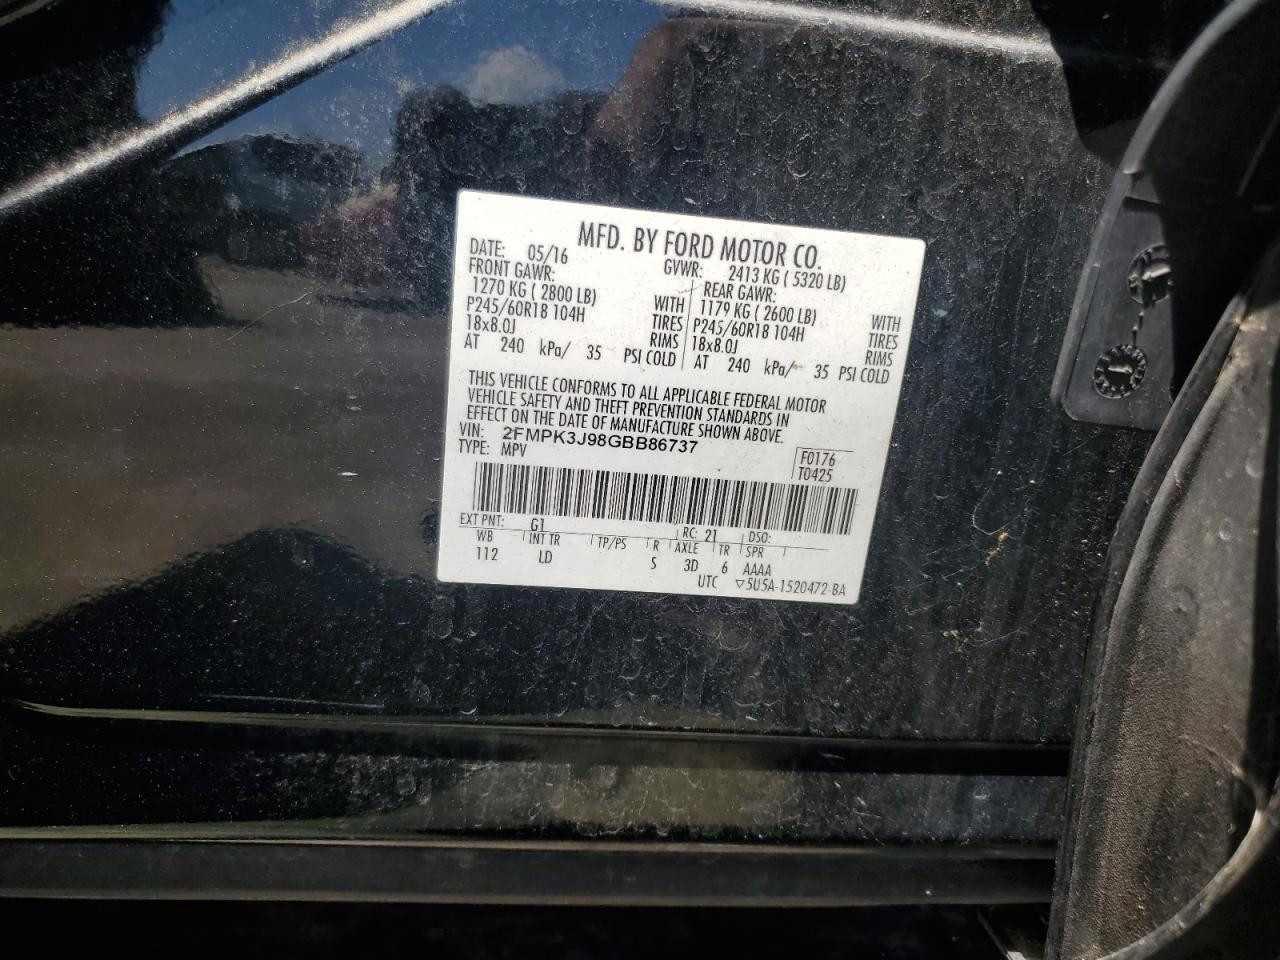 MFD. BY FORD MOTOR CO.
DATE: 05/16 GVWR: 2413 KG ( 5320 LB)
FRONT GAWR: REAR GAWR:
1270 KG ( 2800 LB) WITH 1179 KG ( 2600 LB) WITH
P245/60R18 104H TIRES P245/60R18 104H TIRES
18x8.0J RIMS 18x8.0J RIMS
AT 240 kPa/ 35 PSI COLD AT 240 kPa/ 35 PSI COLD
THIS VEHICLE CONFORMS TO ALL APPLICABLE FEDERAL MOTOR
VEHICLE SAFETY AND THEFT PREVENTION STANDARDS IN
EFFECT ON THE DATE OF MANUFACTURE SHOWN ABOVE.
VIN: 2FMPK3J98GBB86737
TYPE: MPV
F0176
T0425
EXT PNT: G1 RC: 21 DSO:
WB INT TR TP/PS R AXLE TR SPR
112 LD S 3D 6 AAAA
UTC ▽5U5A-1520472-BA